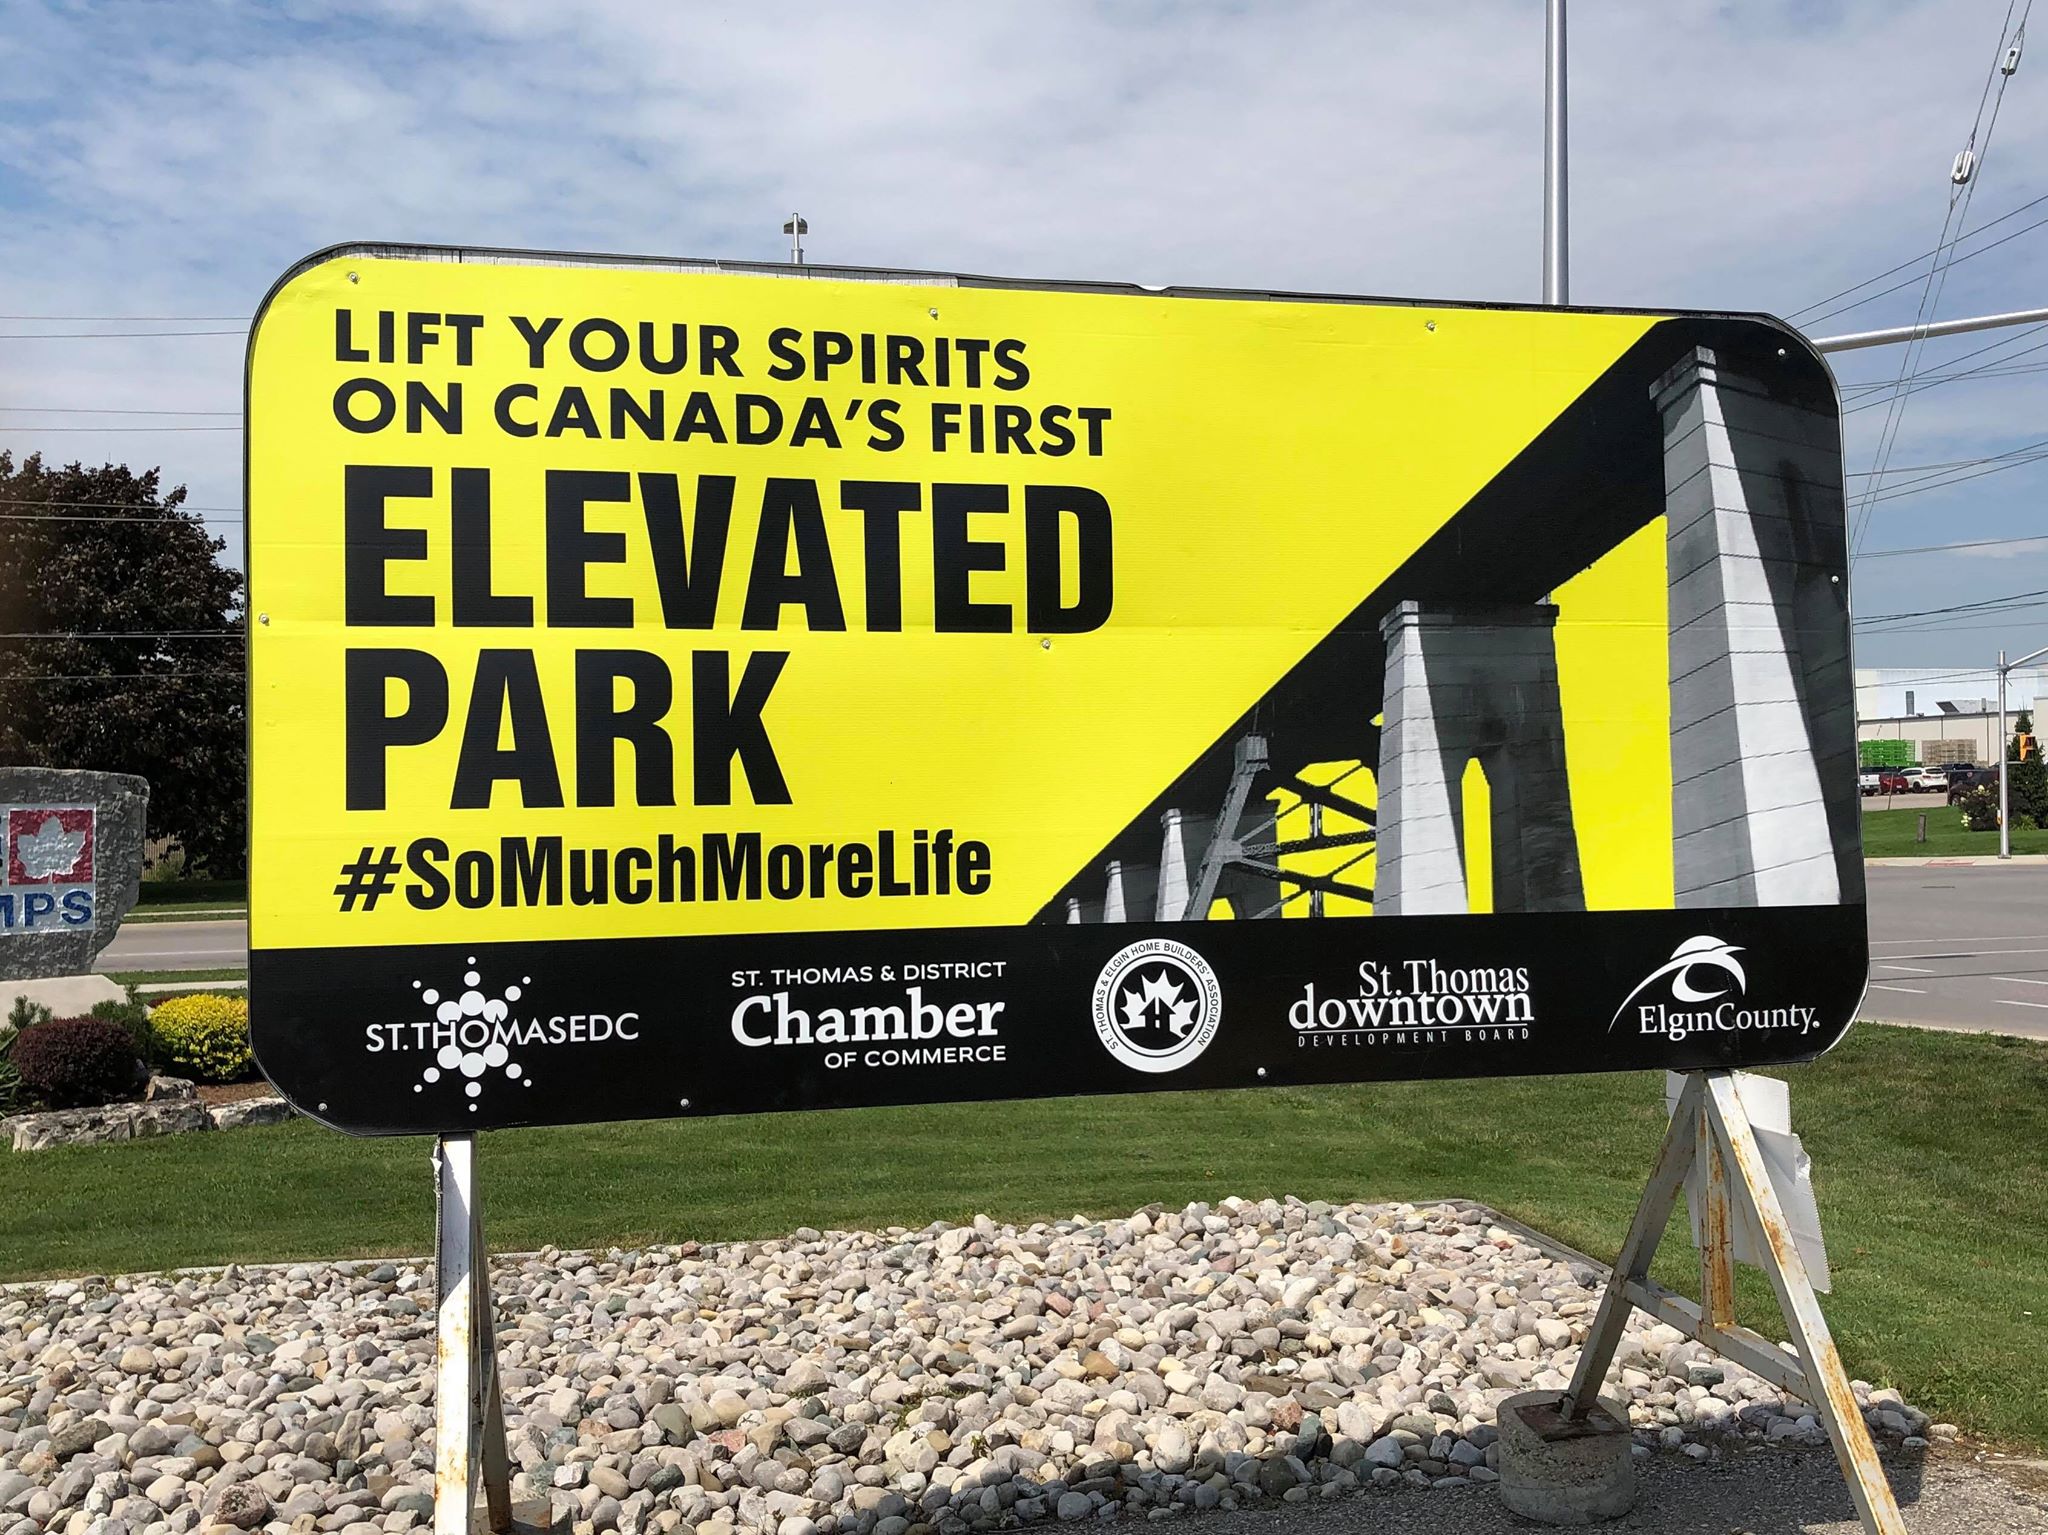 LIFT YOUR SPIRITS
ON CANADA'S FIRST
ELEVATED
PARK
#SoMuchMoreLife
ST.THOMASEDC
ST. THOMAS & DISTRICT
Chamber
OF COMMERCE
ST. THOMAS & ELGIN HOME BUILDERS' ASSOCIATION
St. Thomas
downtown
DEVELOPMENT BOARD
ElginCounty.
MPS